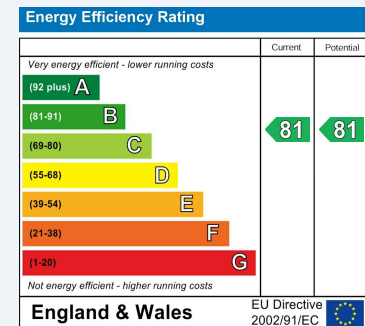 Energy Efficiency Rating
Current Potential
Very energy efficient - lower running costs
(92 plus) A
(81-91) B
(69-80) C
(55-68) D
(39-54) E
(21-38) F
(1-20) G
81 81
Not energy efficient - higher running costs
England & Wales
EU Directive
2002/91/EC